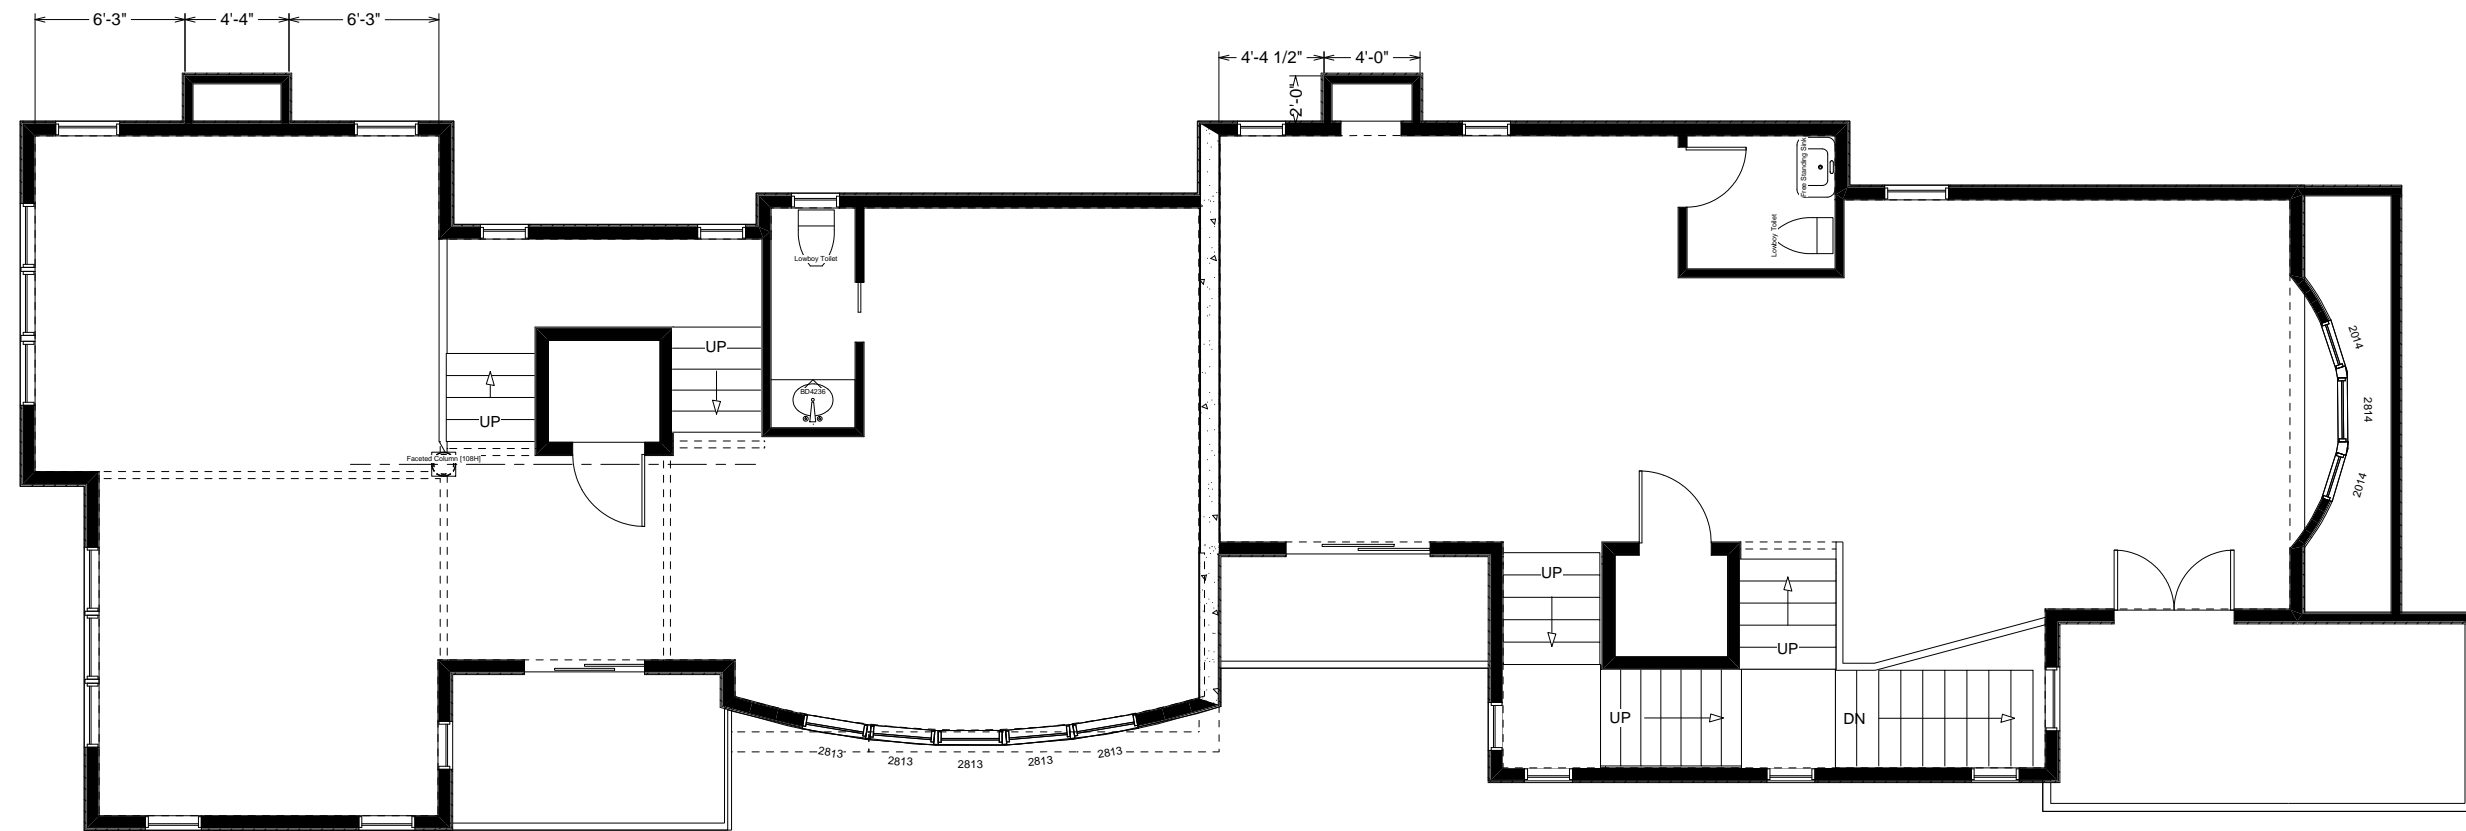 6'-3"
4'-4"
6'-3"
4'-4 1/2"
4'-0"
2'-0"
Free Standing Sink
Lowboy Toilet
Lowboy Toilet
UP
BD4236
UP
Faceted Column [108H]
2014
2814
2014
UP
UP
UP
DN
2813
2813
2813
2813
2813